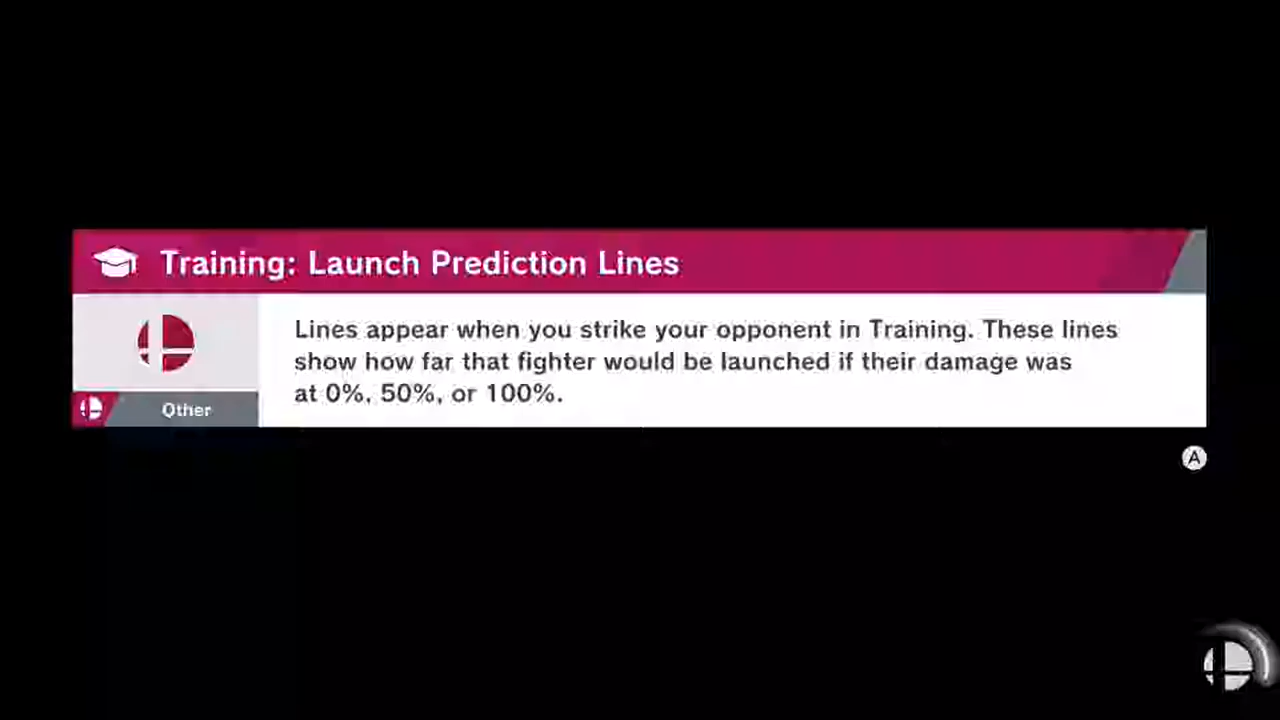 Training: Launch Prediction Lines
Lines appear when you strike your opponent in Training. These lines
show how far that fighter would be launched if their damage was
at 0%, 50%, or 100%.
Other
A